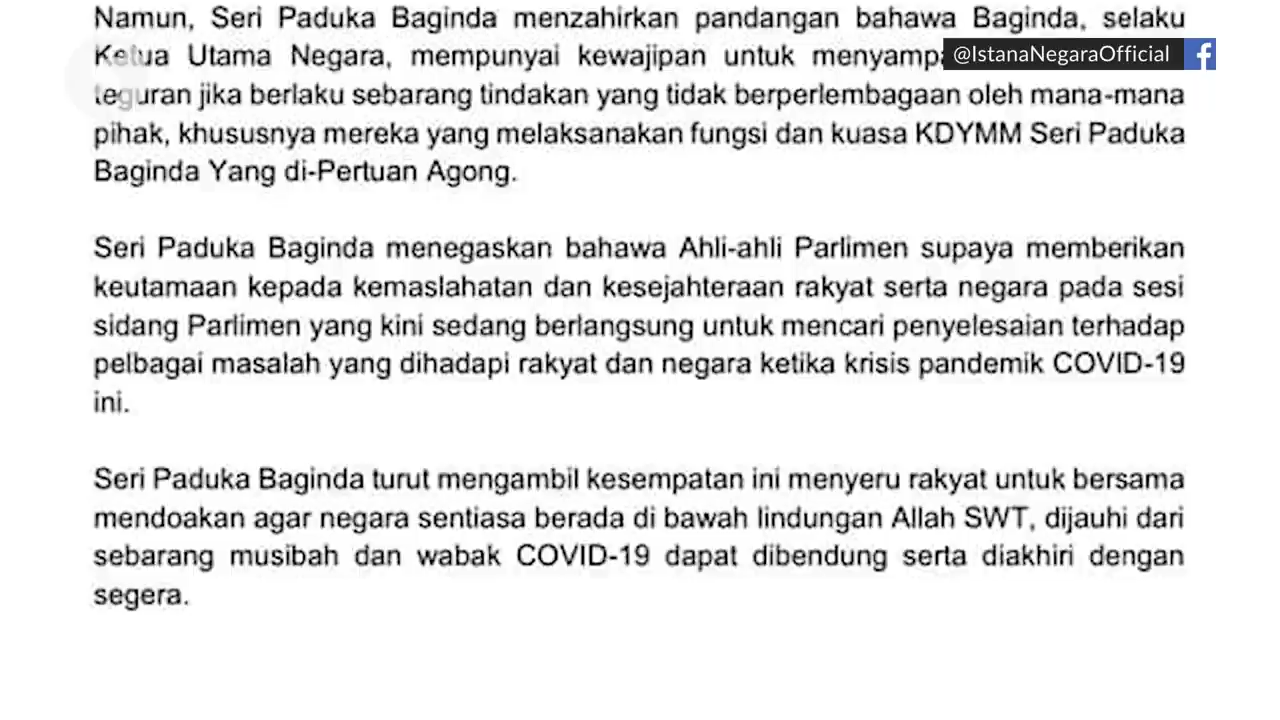 Namun, Seri Paduka Baginda menzahirkan pandangan bahawa Baginda, selaku
Ketua Utama Negara, mempunyai kewajipan untuk
@IstanaNegaraOfficial
teguran jika berlaku sebarang tindakan yang tidak berperlembagaan oleh mana-mana
pihak, khususnya mereka yang melaksanakan fungsi dan kuasa KDYMM Seri Paduka
Baginda Yang di-Pertuan Agong.
Seri Paduka Baginda menegaskan bahawa Ahli-ahli Parlimen supaya memberikan
keutamaan kepada kemaslahatan dan kesejahteraan rakyat serta negara pada sesi
sidang Parlimen yang kini sedang berlangsung untuk mencari penyelesaian terhadap
pelbagai masalah yang dihadapi rakyat dan negara ketika krisis pandemik COVID-19
ini.
Seri Paduka Baginda turut mengambil kesempatan ini menyeru rakyat untuk bersama
mendoakan agar negara sentiasa berada di bawah lindungan Allah SWT, dijauhi dari
sebarang musibah dan wabak COVID-19 dapat dibendung serta diakhiri dengan
segera.